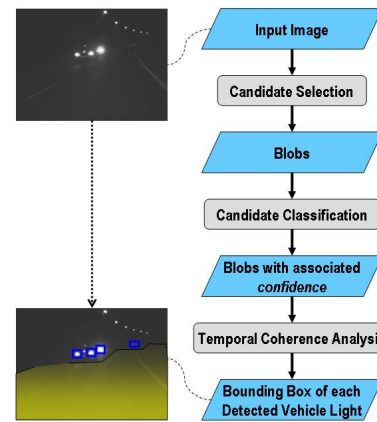 Input Image
Candidate Selection
Blobs
Candidate Classification
Blobs with associated
confidence
Temporal Coherence Analysis
Bounding Box of each
Detected Vehicle Light